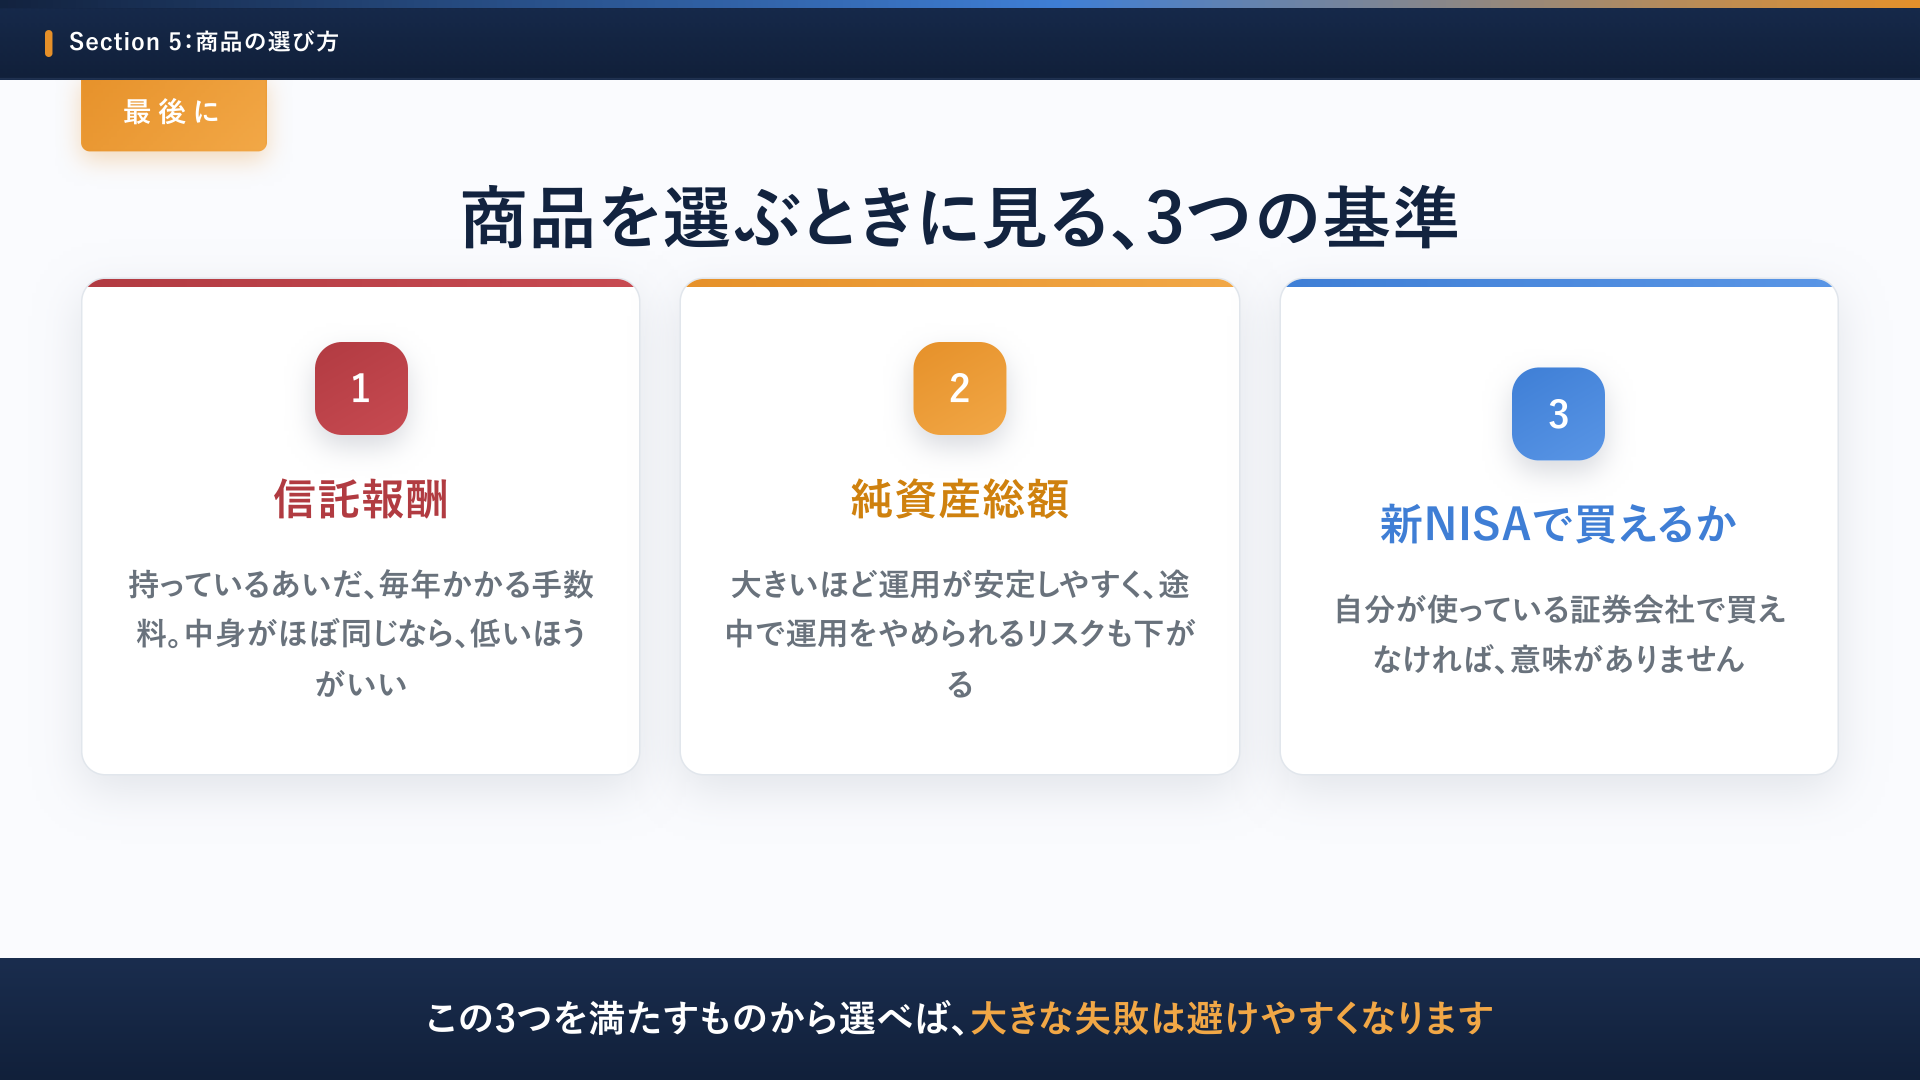 Section 5：商品の選び方
最後に
商品を選ぶときに見る、3つの基準
1
信託報酬
持っているあいだ、毎年かかる手数
料。中身がほぼ同じなら、低いほう
がいい
2
純資産総額
大きいほど運用が安定しやすく、途
中で運用をやめられるリスクも下が
る
3
新NISAで買えるか
自分が使っている証券会社で買え
なければ、意味がありません
この3つを満たすものから選べば、大きな失敗は避けやすくなります